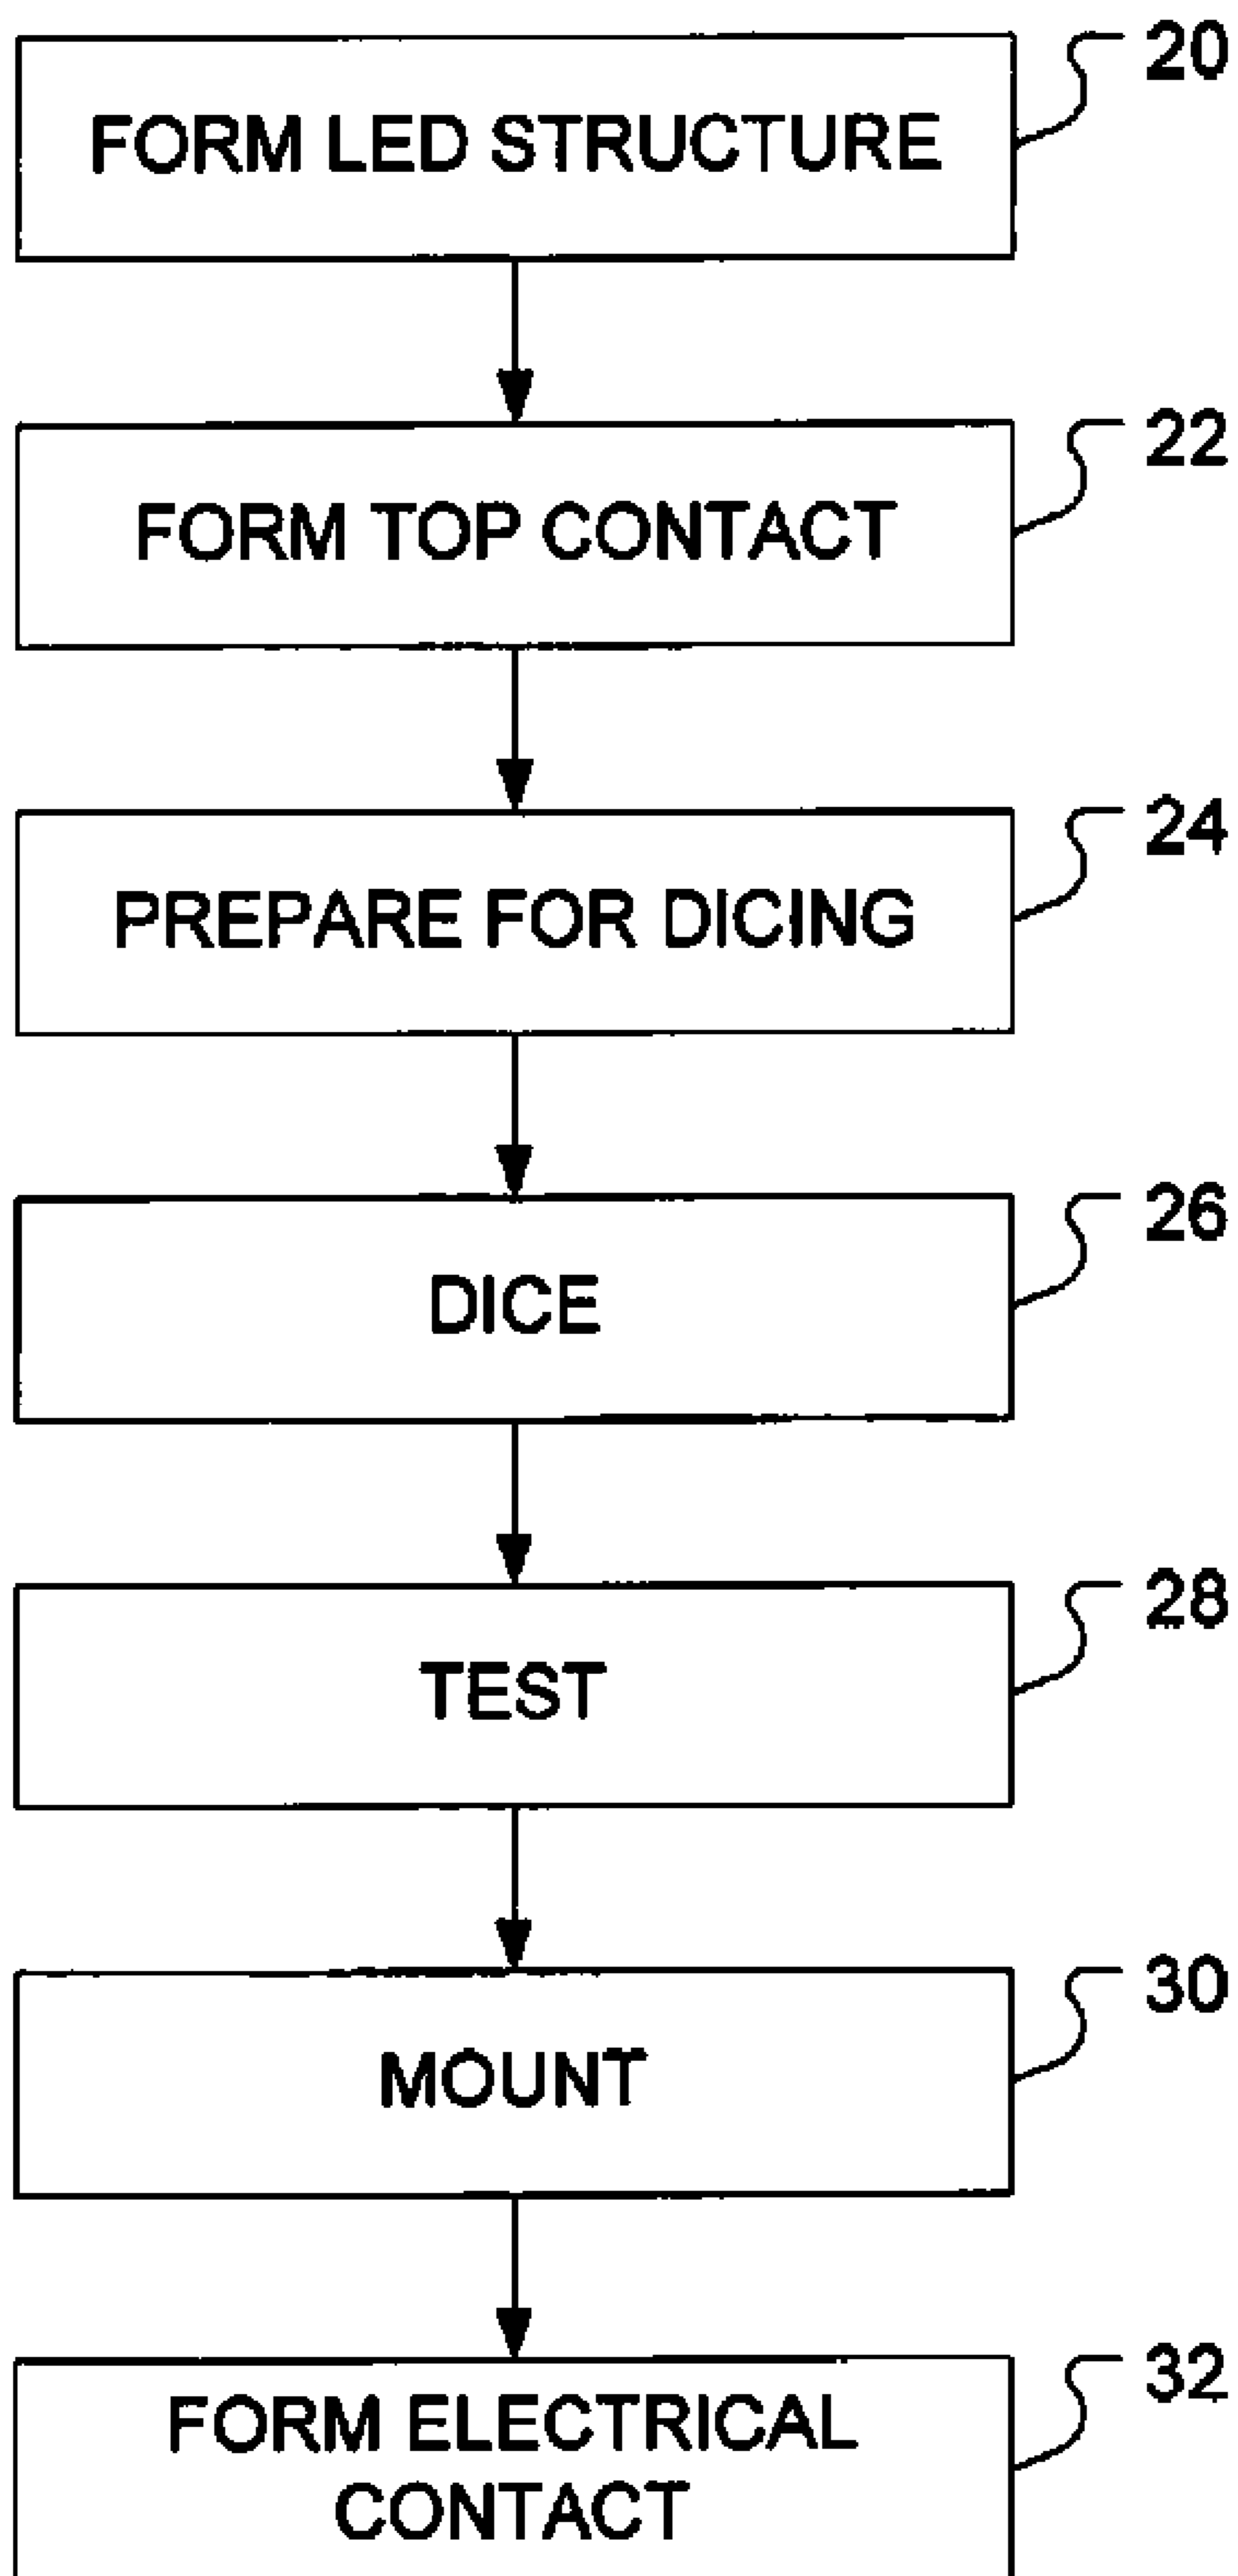 20
FORM LED STRUCTURE
22
FORM TOP CONTACT
24
PREPARE FOR DICING
26
DICE
28
TEST
30
MOUNT
32
FORM ELECTRICAL
CONTACT